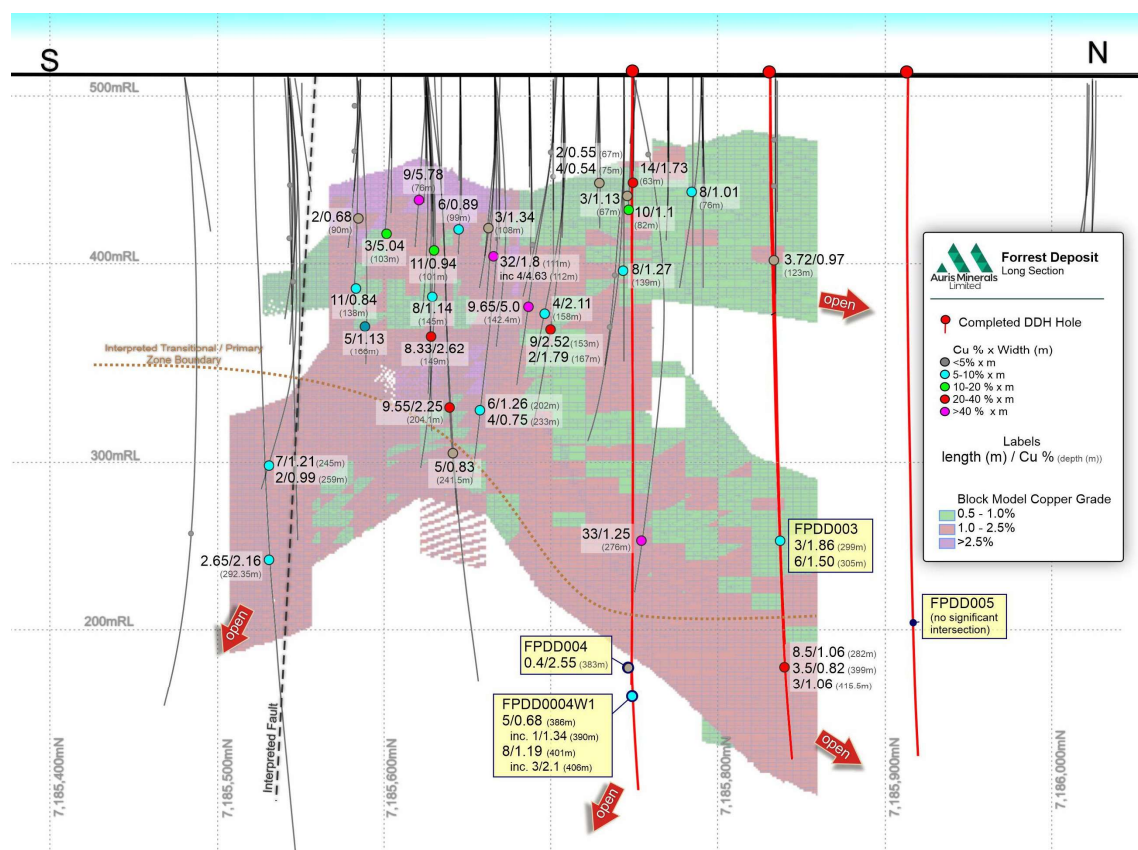 S
N
500mRL
400mRL
300mRL
200mRL
2/0.55 (67m)
4/0.54 (75m)
14/1.73
(63m)
3/1.13
(67m)
10/1.1
(82m)
8/1.01
(76m)
9/5.78
(76m)
6/0.89
(99m)
2/0.68
(90m)
3/1.34
(108m)
3/5.04
(103m)
11/0.94
(101m)
32/1.8 (111m)
inc 4/4.63 (112m)
8/1.27
(139m)
3.72/0.97
(123m)
open
11/0.84
(138m)
8/1.14
(145m)
9.65/5.0
(142.4m)
4/2.11
(158m)
5/1.13
(166m)
8.33/2.62
(149m)
9/2.52 (153m)
2/1.79 (167m)
Interpreted Transitional / Primary
Zone Boundary
9.55/2.25
(204.1m)
6/1.26 (202m)
4/0.75 (233m)
5/0.83
(241.5m)
7/1.21 (245m)
2/0.99 (259m)
33/1.25
(276m)
FPDD003
3/1.86 (299m)
6/1.50 (305m)
2.65/2.16
(292.35m)
open
FPDD005
(no significant
intersection)
FPDD004
0.4/2.55 (383m)
8.5/1.06 (282m)
3.5/0.82 (399m)
3/1.06 (415.5m)
FPDD0004W1
5/0.68 (386m)
inc. 1/1.34 (390m)
8/1.19 (401m)
inc. 3/2.1 (406m)
open
open
Interpreted Fault
7,185,400mN
7,185,500mN
7,185,600mN
7,185,800mN
7,185,900mN
7,186,000mN
Auris Minerals
Limited
Forrest Deposit
Long Section
Completed DDH Hole
Cu % x Width (m)
<5% x m
5-10% x m
10-20 % x m
20-40 % x m
>40 % x m
Labels
length (m) / Cu % (depth (m))
Block Model Copper Grade
0.5 - 1.0%
1.0 - 2.5%
>2.5%